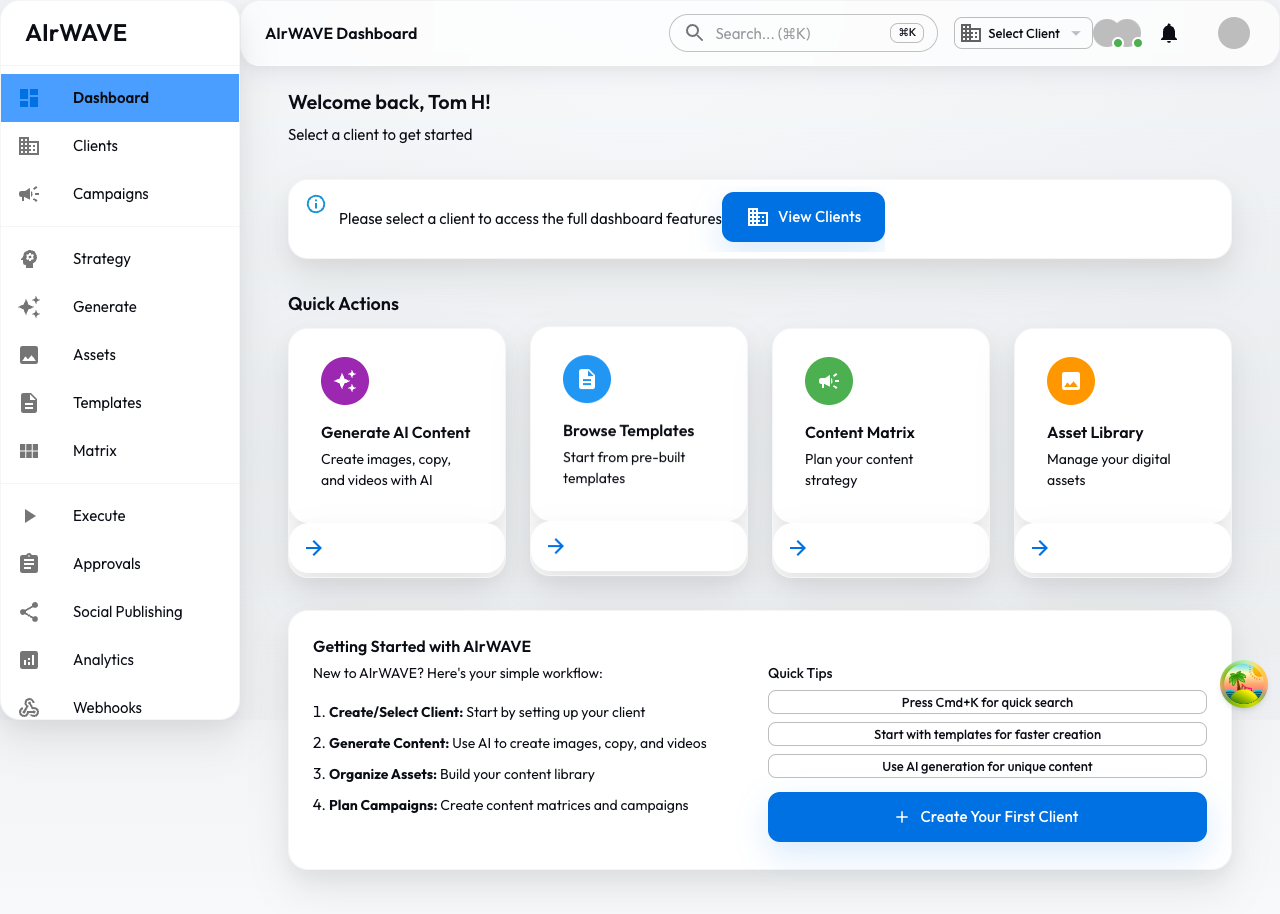 AIrWAVE
AIrWAVE Dashboard
Search... (⌘K)
⌘K
Select Client
Dashboard
Clients
Campaigns
Strategy
Generate
Assets
Templates
Matrix
Execute
Approvals
Social Publishing
Analytics
Webhooks
Welcome back, Tom H!
Select a client to get started
Please select a client to access the full dashboard features
View Clients
Quick Actions
Generate AI Content
Create images, copy,
and videos with AI
Browse Templates
Start from pre-built
templates
Content Matrix
Plan your content
strategy
Asset Library
Manage your digital
assets
Getting Started with AIrWAVE
New to AIrWAVE? Here's your simple workflow:
1. Create/Select Client: Start by setting up your client
2. Generate Content: Use AI to create images, copy, and videos
3. Organize Assets: Build your content library
4. Plan Campaigns: Create content matrices and campaigns
Quick Tips
Press Cmd+K for quick search
Start with templates for faster creation
Use AI generation for unique content
Create Your First Client